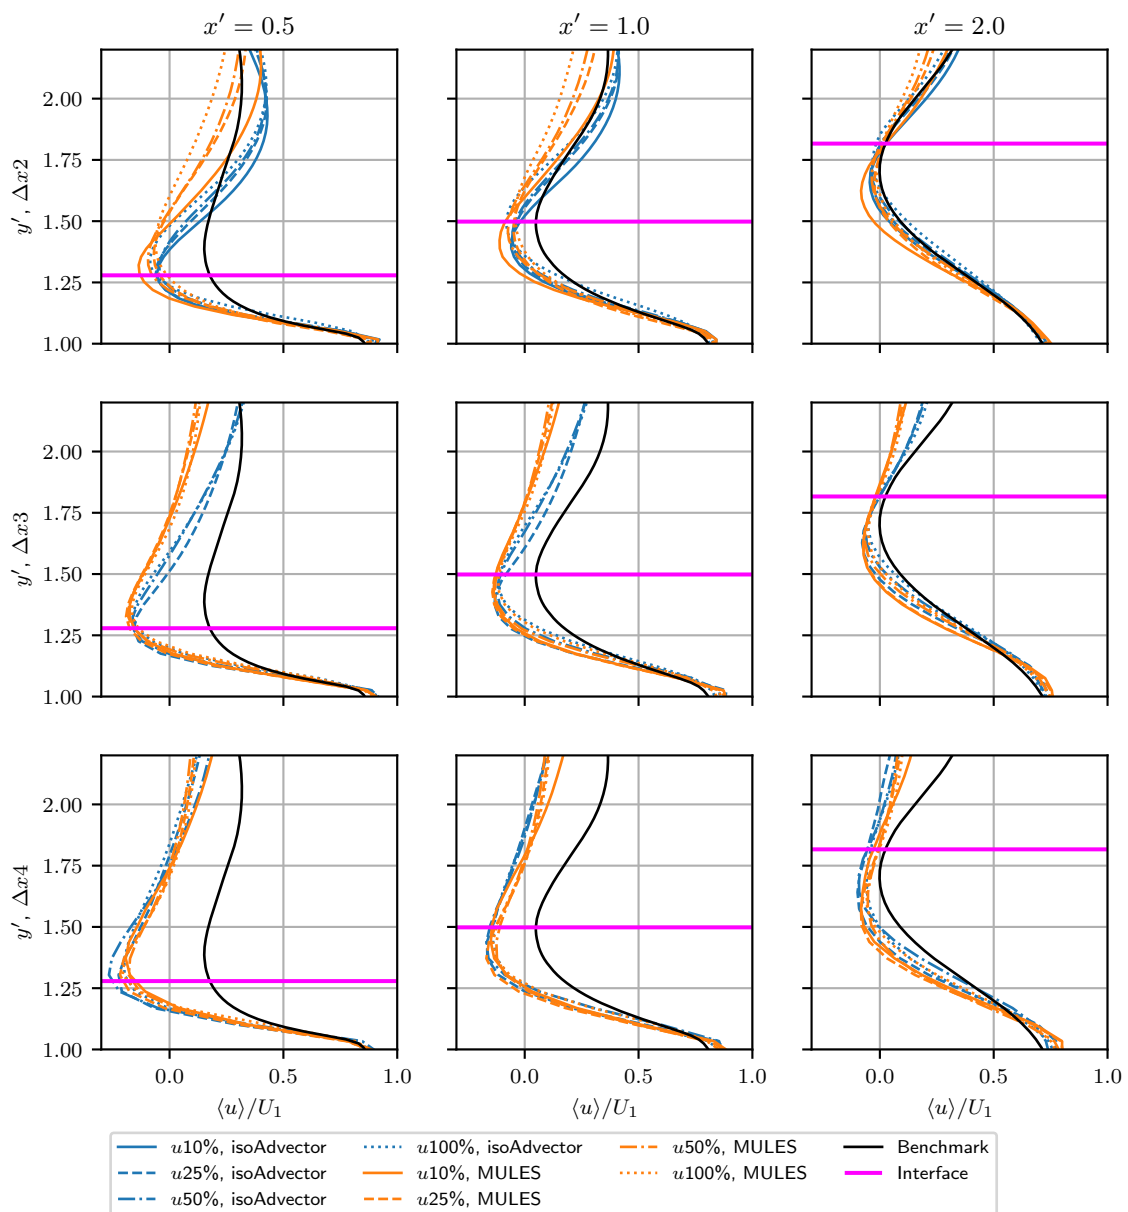 x′ = 0.5 x′ = 1.0 x′ = 2.0
y′, Δx2
2.00
1.75
1.50
1.25
1.00
y′, Δx3
2.00
1.75
1.50
1.25
1.00
y′, Δx4
2.00
1.75
1.50
1.25
1.00
0.0 0.5 1.0 0.0 0.5 1.0 0.0 0.5 1.0
⟨u⟩/U₁ ⟨u⟩/U₁ ⟨u⟩/U₁
u10%, isoAdvector
u25%, isoAdvector
u50%, isoAdvector
u100%, isoAdvector
u10%, MULES
u25%, MULES
u50%, MULES
u100%, MULES
Benchmark
Interface